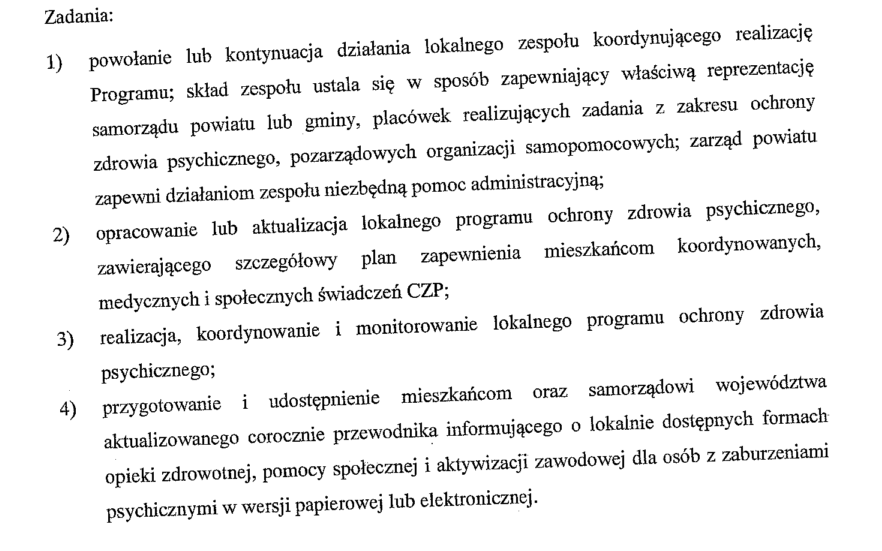 Zadania:
1) powołanie lub kontynuacja działania lokalnego zespołu koordynującego realizację
Programu; skład zespołu ustala się w sposób zapewniający właściwą reprezentację
samorządu powiatu lub gminy, placówek realizujących zadania z zakresu ochrony
zdrowia psychicznego, pozarządowych organizacji samopomocowych; zarząd powiatu
zapewni działaniom zespołu niezbędną pomoc administracyjną;
2) opracowanie lub aktualizacja lokalnego programu ochrony zdrowia psychicznego,
zawierającego szczegółowy plan zapewnienia mieszkańcom koordynowanych,
medycznych i społecznych świadczeń CZP;
3) realizacja, koordynowanie i monitorowanie lokalnego programu ochrony zdrowia
psychicznego;
4) przygotowanie i udostępnienie mieszkańcom oraz samorządowi województwa
aktualizowanego corocznie przewodnika informującego o lokalnie dostępnych formach
opieki zdrowotnej, pomocy społecznej i aktywizacji zawodowej dla osób z zaburzeniami
psychicznymi w wersji papierowej lub elektronicznej.